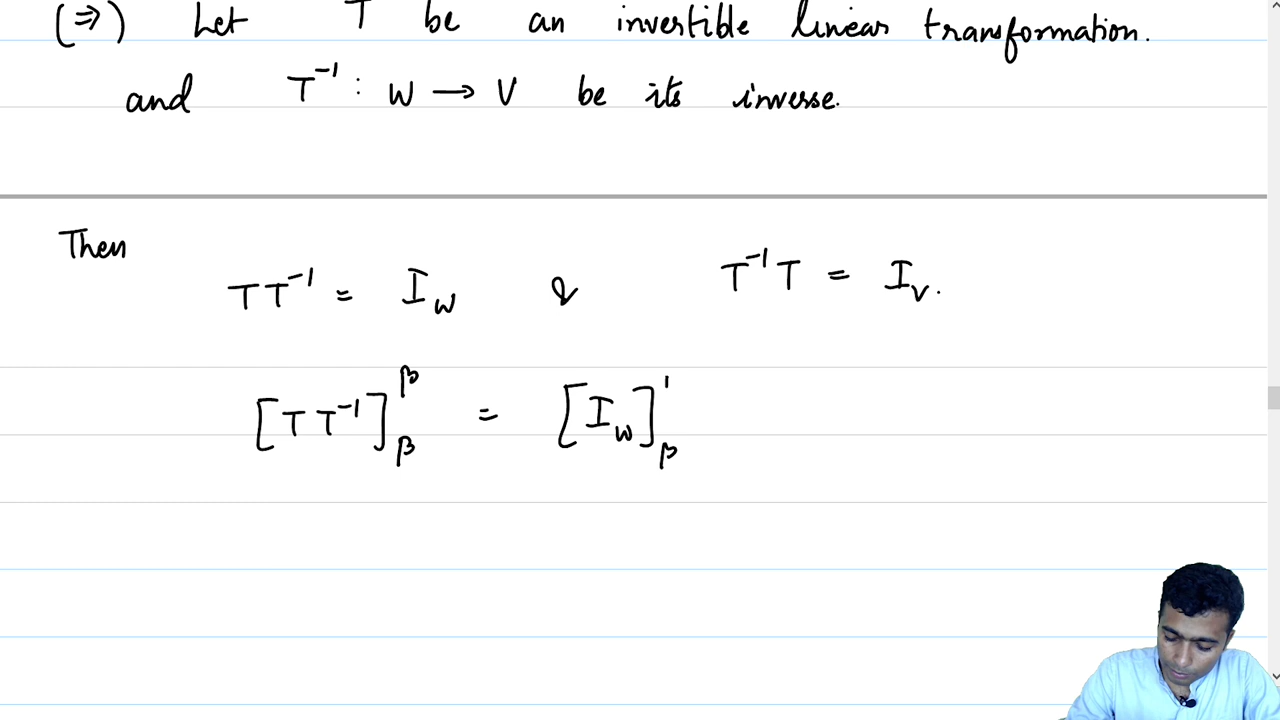 (⇒) Let T be an invertible linear transformation.
and T⁻¹ : W → V be its inverse.
Then
TT⁻¹ = I_W & T⁻¹T = I_V.
[TT⁻¹]_β^β = [I_W]_β^'